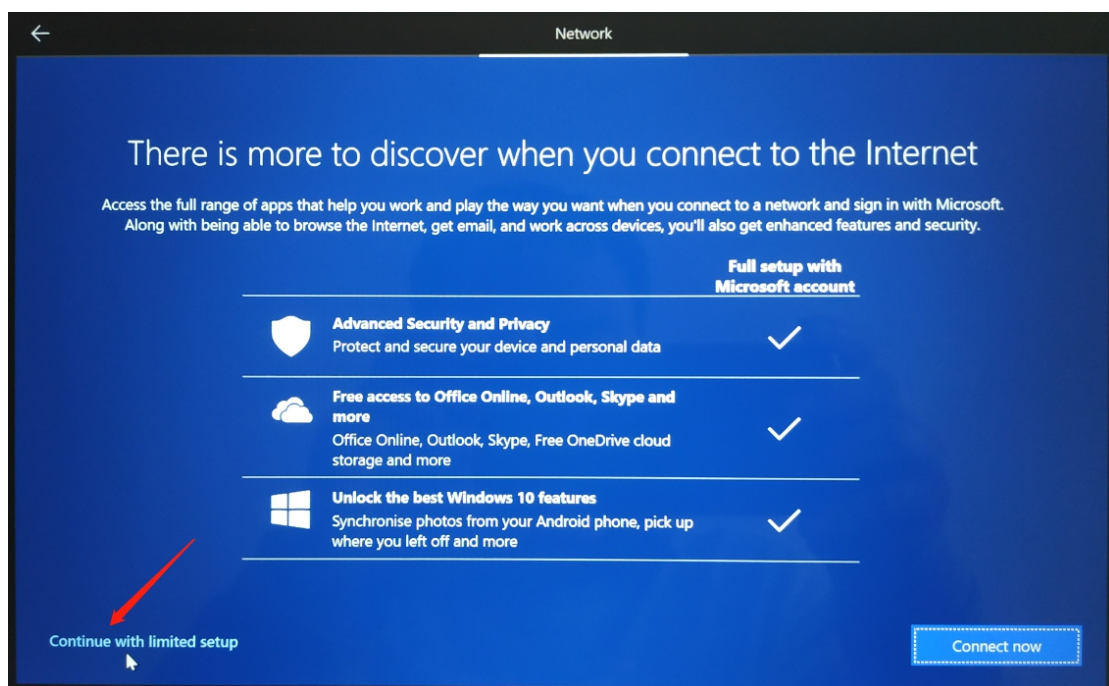 Network
There is more to discover when you connect to the Internet
Access the full range of apps that help you work and play the way you want when you connect to a network and sign in with Microsoft.
Along with being able to browse the Internet, get email, and work across devices, you'll also get enhanced features and security.
Full setup with
Microsoft account
Advanced Security and Privacy
Protect and secure your device and personal data
Free access to Office Online, Outlook, Skype and
more
Office Online, Outlook, Skype, Free OneDrive cloud
storage and more
Unlock the best Windows 10 features
Synchronise photos from your Android phone, pick up
where you left off and more
Continue with limited setup
Connect now